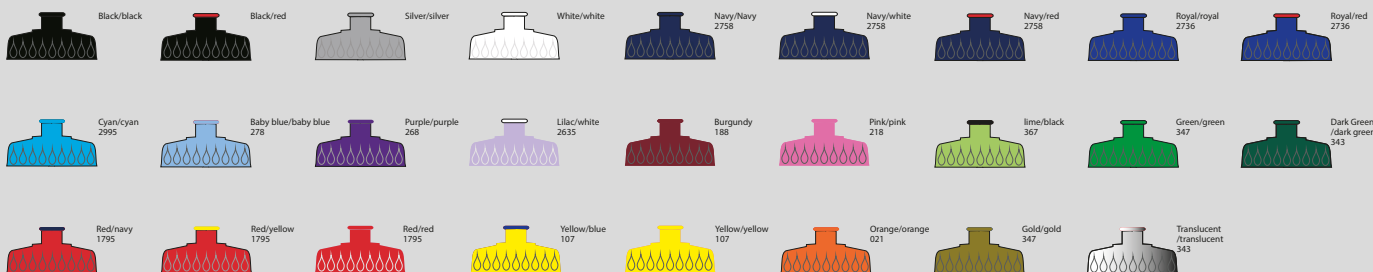 Black/black
Black/red
Silver/silver
White/white
Navy/Navy
2758
Navy/white
2758
Navy/red
2758
Royal/royal
2736
Royal/red
2736
Cyan/cyan
2995
Baby blue/baby blue
278
Purple/purple
268
Lilac/white
2635
Burgundy
188
Pink/pink
218
lime/black
367
Green/green
347
Dark Green
/dark green
343
Red/navy
1795
Red/yellow
1795
Red/red
1795
Yellow/blue
107
Yellow/yellow
107
Orange/orange
021
Gold/gold
347
Translucent
/translucent
343